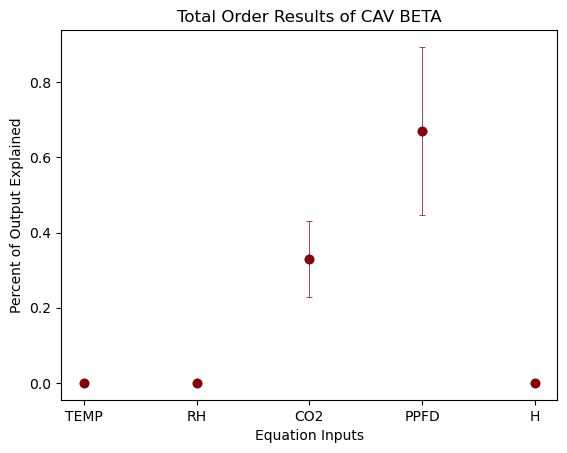 Total Order Results of CAV BETA
Percent of Output Explained
0.8
0.6
0.4
0.2
0.0
TEMP RH CO2 PPFD H
Equation Inputs